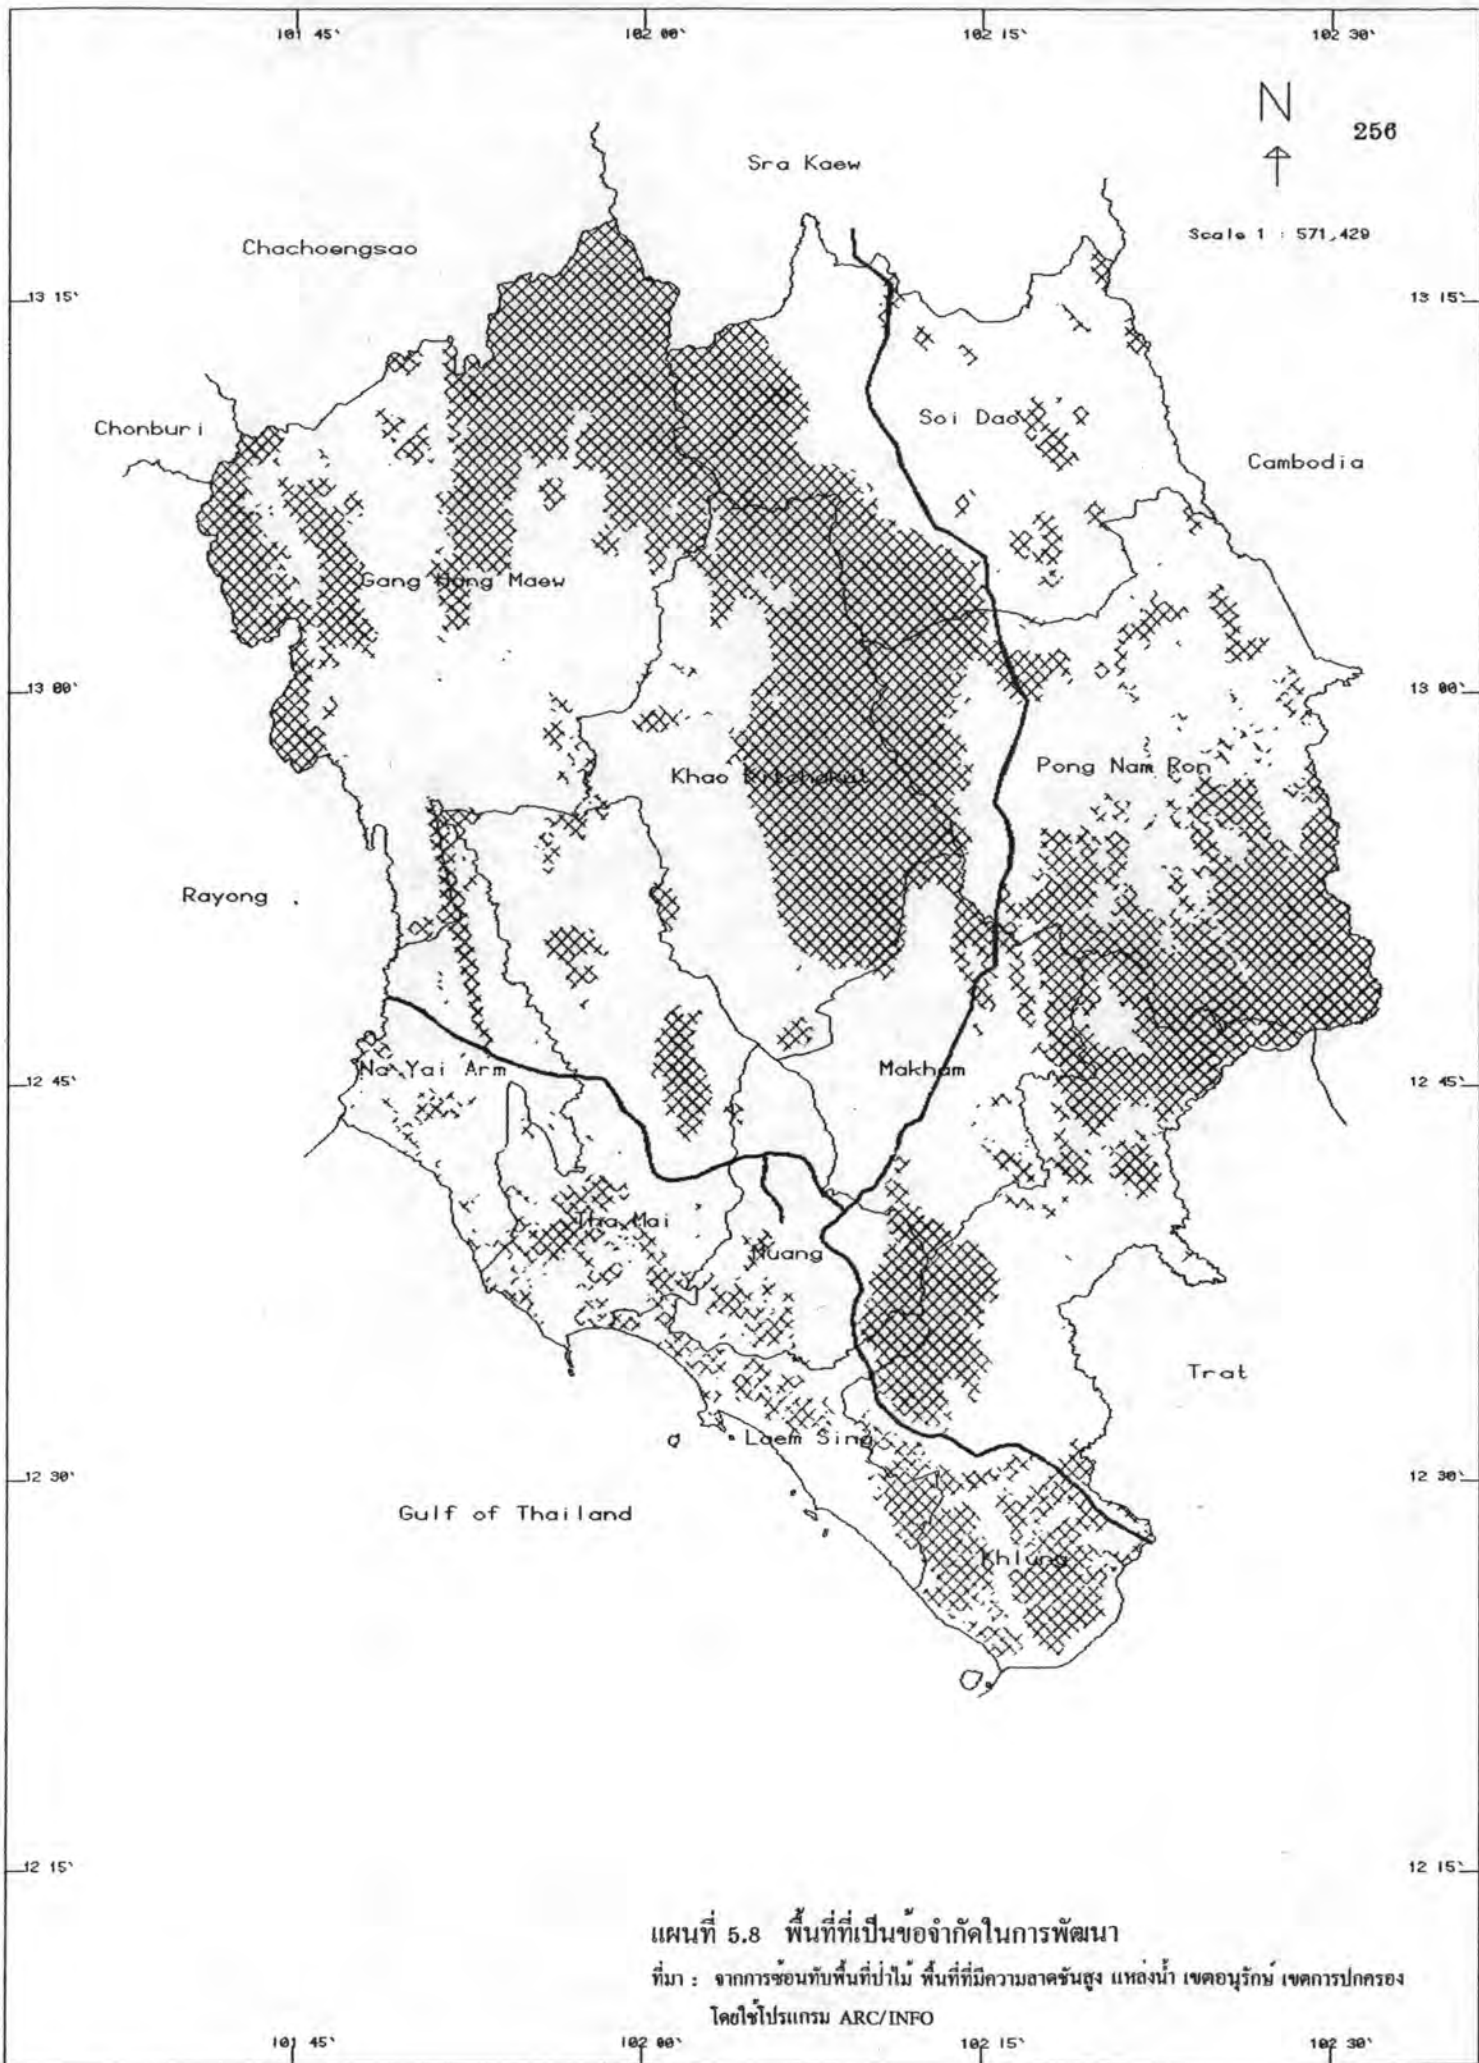 101 45' 102 00' 102 15' 102 30'
N
256
Sra Kaew
Scale 1 : 571,429
Chachoengsao
13 15' 13 15'
Soi Dao
Chonburi
Cambodia
Gang Hang Maew
13 00' 13 00'
Khao Kitchakut
Pong Nam Ron
Rayong
Makham
Na Yai Arm
12 45' 12 45'
Tha Mai
Muang
Trat
Laem Sing
12 30' 12 30'
Gulf of Thailand
Khlung
12 15' 12 15'
แผนที่ 5.8 พื้นที่ที่เป็นข้อจำกัดในการพัฒนา
ที่มา : จากการซ้อนทับพื้นที่ป่าไม้ พื้นที่ที่มีความลาดชันสูง แหล่งน้ำ เขตอนุรักษ์ เขตการปกครอง
โดยใช้โปรแกรม ARC/INFO
101 45' 102 00' 102 15' 102 30'